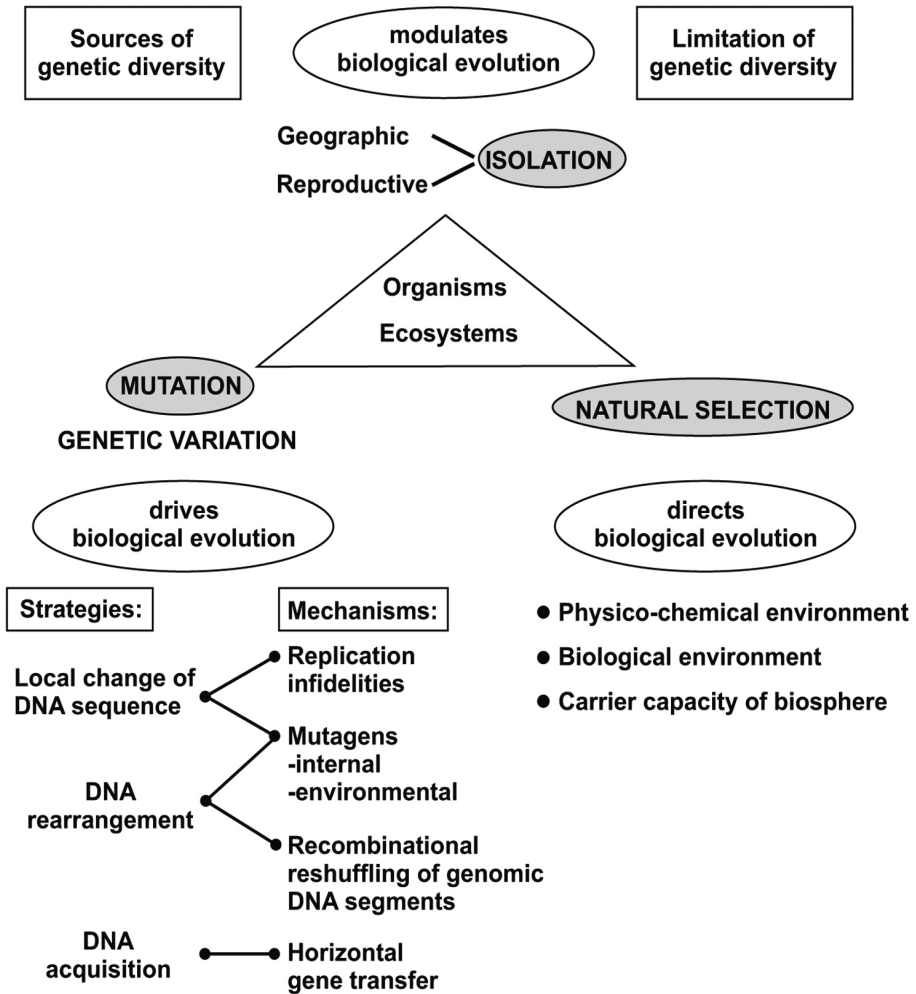 Sources of
genetic diversity
modulates
biological evolution
Limitation of
genetic diversity
Geographic
Reproductive
ISOLATION
Organisms
Ecosystems
MUTATION
GENETIC VARIATION
NATURAL SELECTION
drives
biological evolution
directs
biological evolution
Strategies:
Mechanisms:
Local change of
DNA sequence
DNA
rearrangement
DNA
acquisition
Replication
infidelities
Mutagens
-internal
-environmental
Recombinational
reshuffling of genomic
DNA segments
Horizontal
gene transfer
Physico-chemical environment
Biological environment
Carrier capacity of biosphere